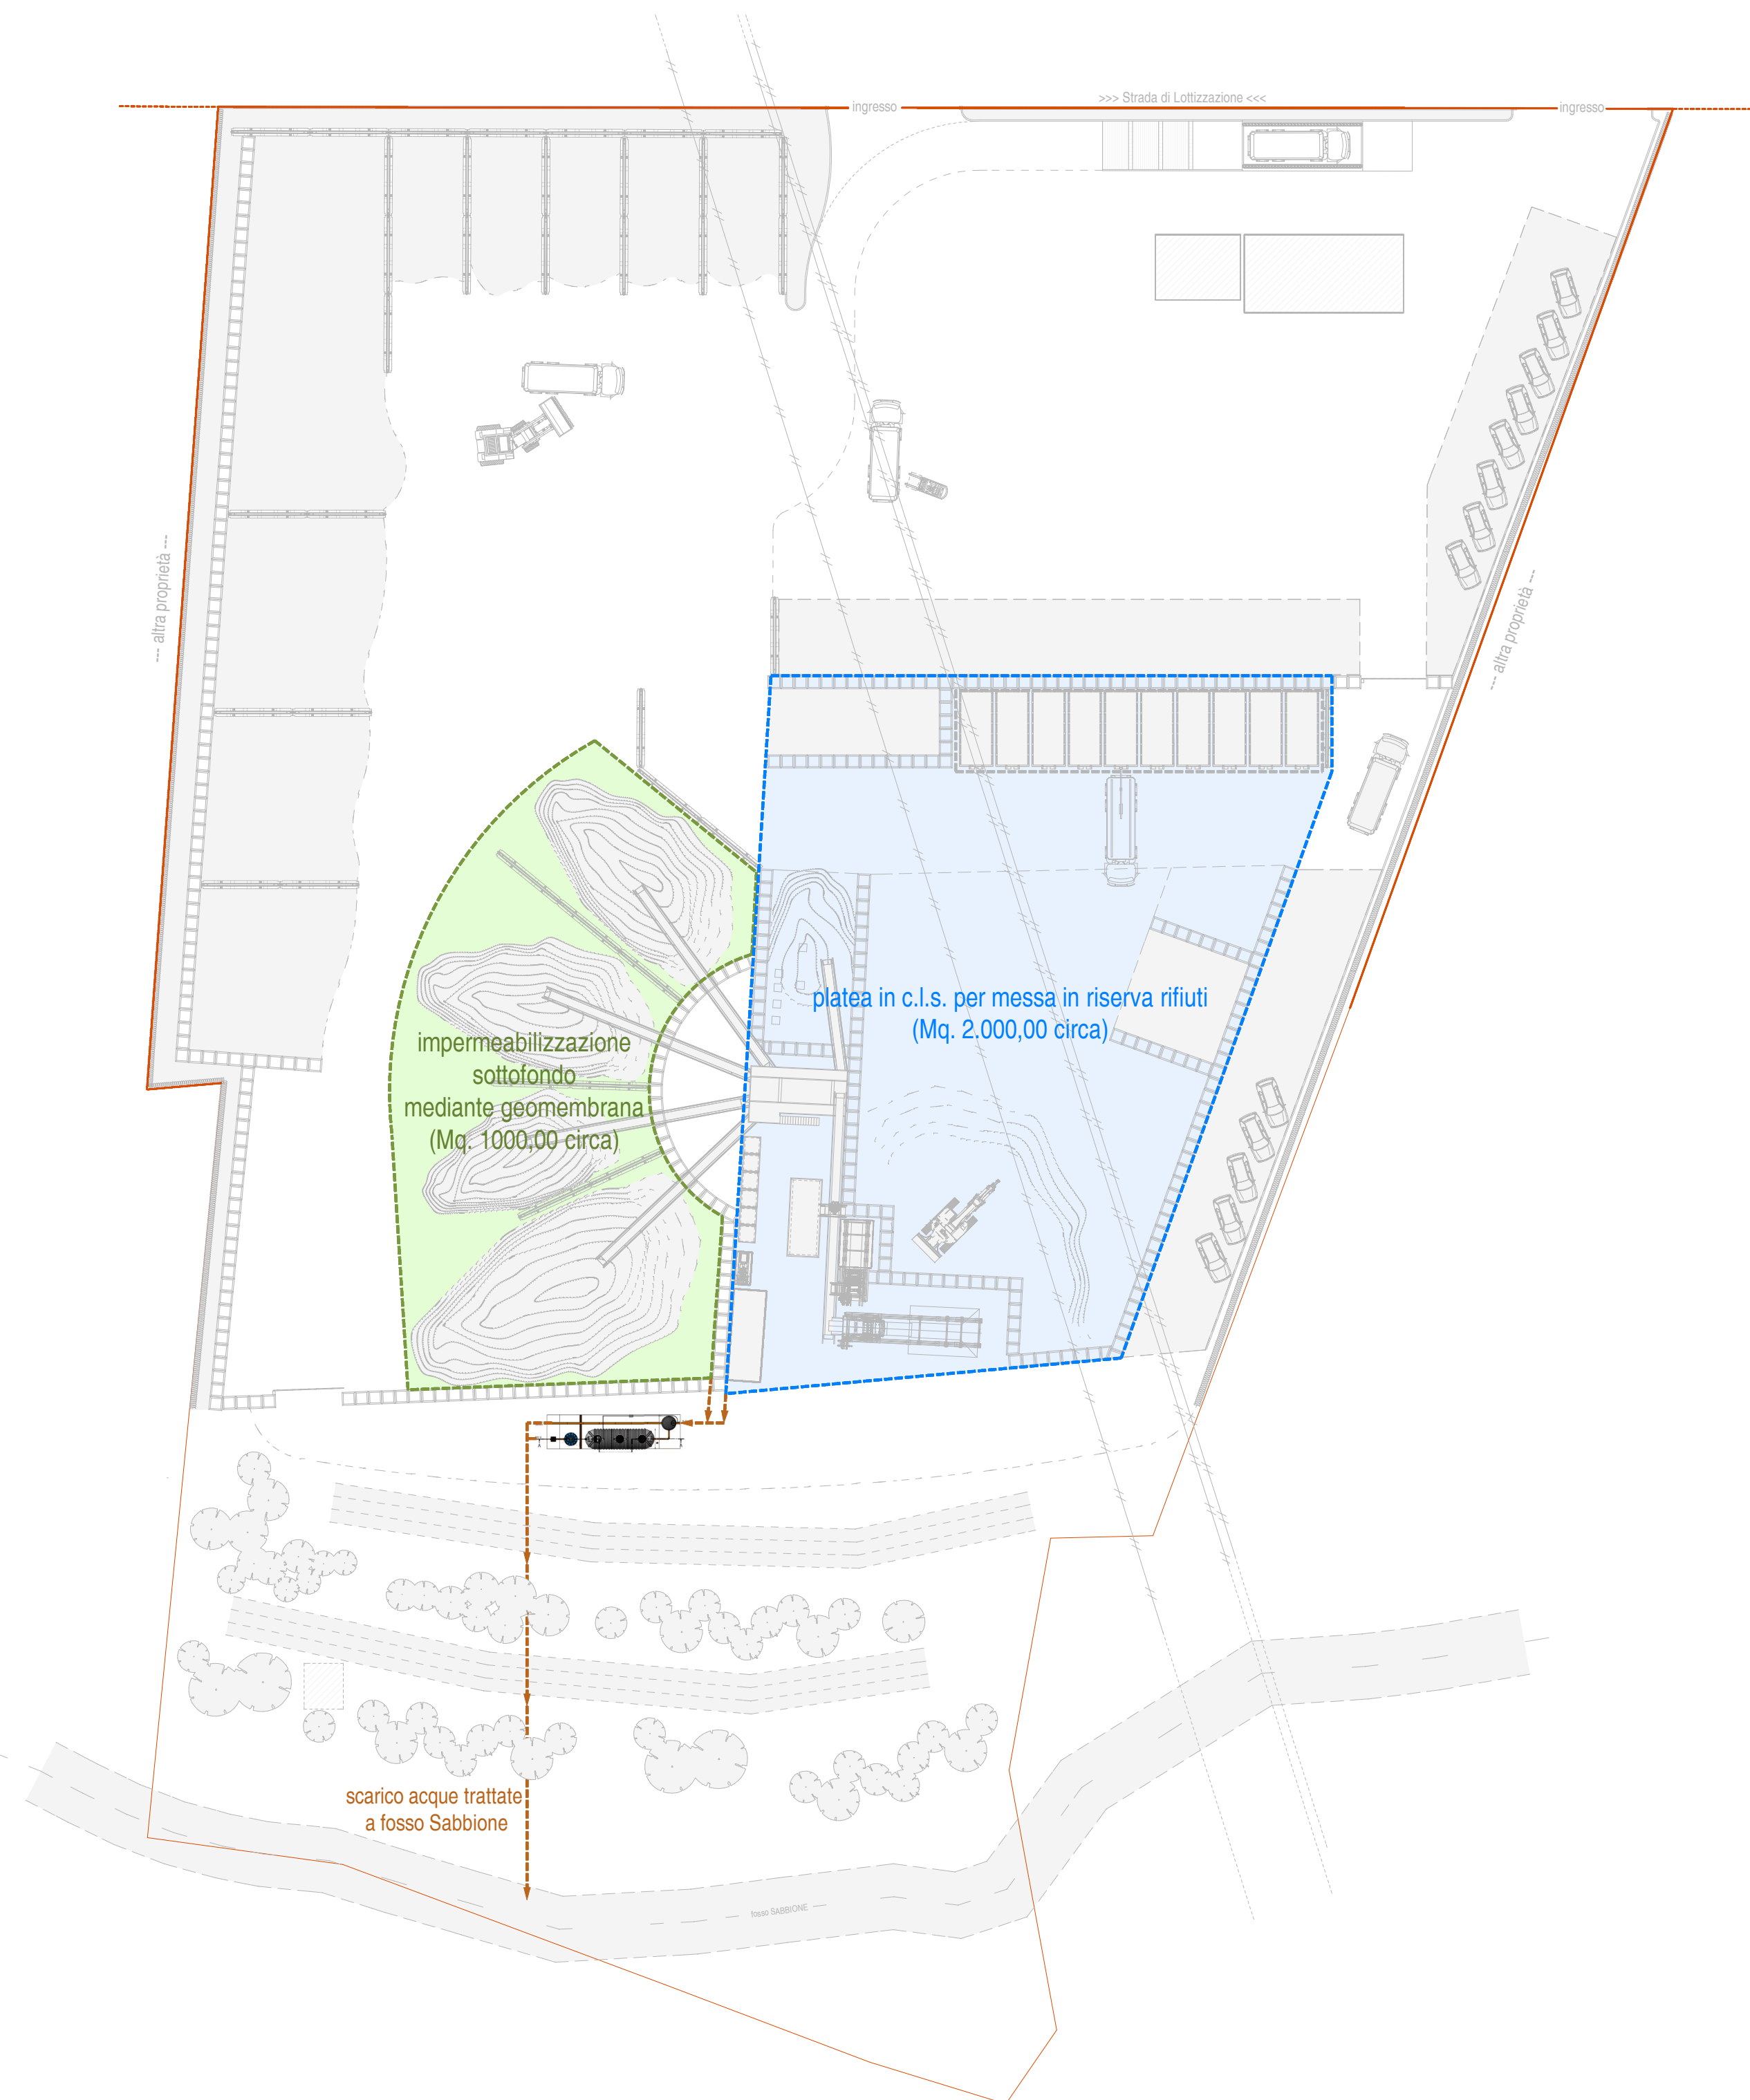 >>> Strada di Lottizzazione <<<
ingresso
ingresso
--- altra proprietà ---
--- altra proprietà ---
platea in c.l.s. per messa in riserva rifiuti
(Mq. 2.000,00 circa)
impermeabilizzazione
sottofondo
mediante geomembrana
(Mq. 1000,00 circa)
scarico acque trattate
a fosso Sabbione
fosso SABBIONE